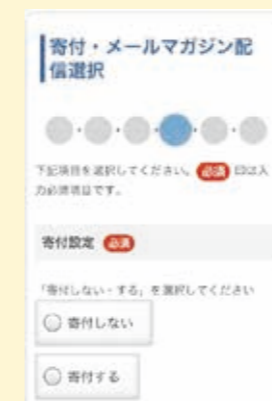 寄付・メールマガジン配
信選択
下記項目を選択してください。必須 印は入
力必須項目です。
寄付設定 必須
「寄付しない・する」を選択してください
寄付しない
寄付する